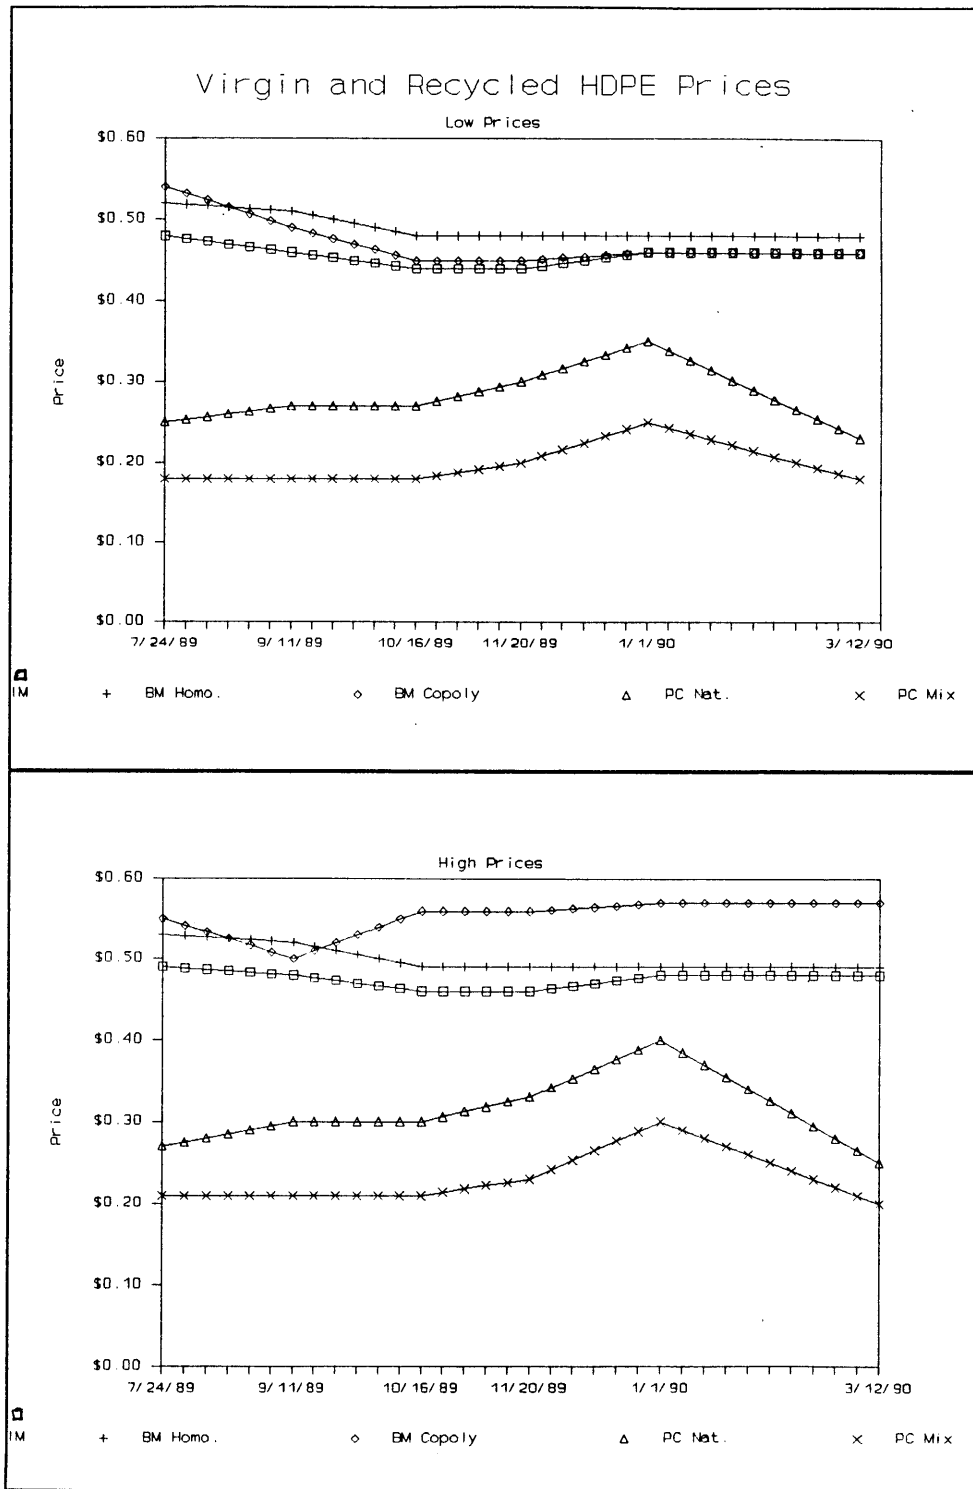 Virgin and Recycled HDPE Prices
Low Prices
$0.60
$0.50
$0.40
$0.30
$0.20
$0.10
$0.00
Price
7/24/89 9/11/89 10/16/89 11/20/89 1/1/90 3/12/90
IM + BM Homo. ◇ BM Copoly △ PC Nat. × PC Mix
High Prices
$0.60
$0.50
$0.40
$0.30
$0.20
$0.10
$0.00
Price
7/24/89 9/11/89 10/16/89 11/20/89 1/1/90 3/12/90
IM + BM Homo. ◇ BM Copoly △ PC Nat. × PC Mix